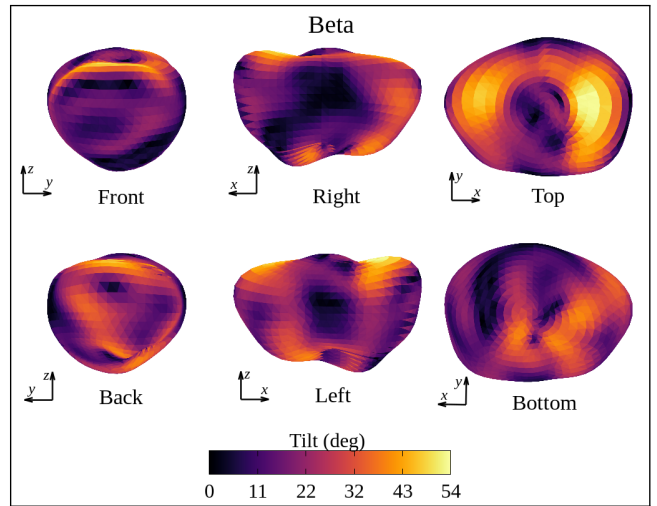 Beta
z
y
Front
x
z
Right
y
x
Top
y
z
Back
z
x
Left
x
y
Bottom
Tilt (deg)
0 11 22 32 43 54